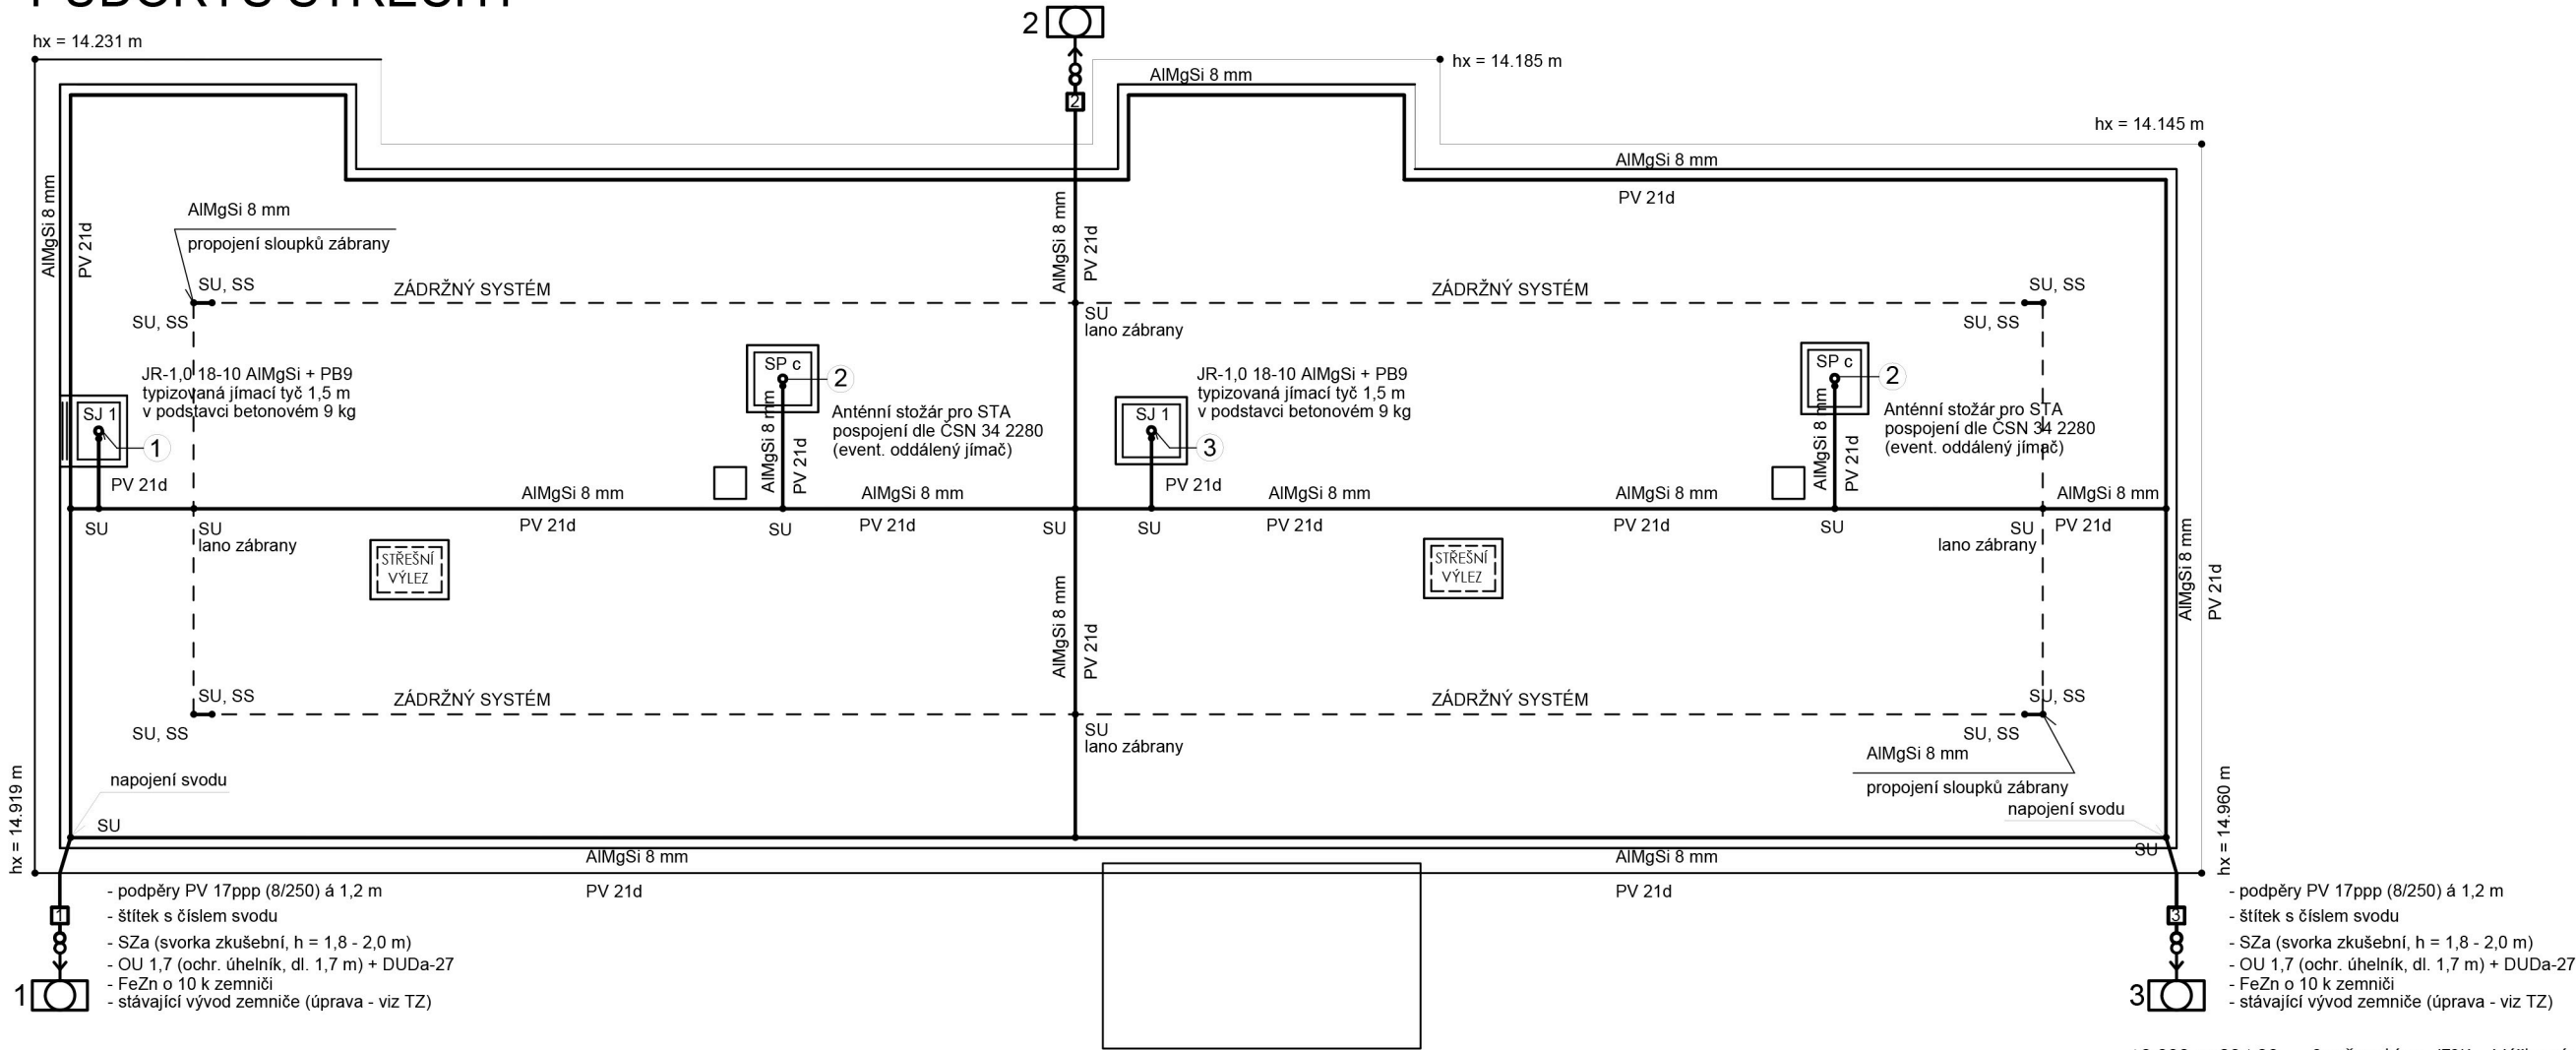 PŮDORYS STŘECHY
hx = 14.231 m
2
2
AlMgSi 8 mm
hx = 14.185 m
hx = 14.145 m
AlMgSi 8 mm
PV 21d
AlMgSi 8 mm
PV 21d
AlMgSi 8 mm
propojení sloupků zábrany
AlMgSi 8 mm
PV 21d
SU, SS
ZÁDRŽNÝ SYSTÉM
ZÁDRŽNÝ SYSTÉM
SU, SS
SU, SS
SU
lano zábrany
SU, SS
JR-1,0 18-10 AlMgSi + PB9
typizovaná jímací tyč 1,5 m
v podstavci betonovém 9 kg
SJ 1
1
PV 21d
SP c
2
Anténní stožár pro STA
pospojení dle ČSN 34 2280
(event. oddálený jímač)
AlMgSi 8 mm
PV 21d
JR-1,0 18-10 AlMgSi + PB9
typizovaná jímací tyč 1,5 m
v podstavci betonovém 9 kg
SJ 1
3
PV 21d
SP c
2
Anténní stožár pro STA
pospojení dle ČSN 34 2280
(event. oddálený jímač)
AlMgSi 8 mm
PV 21d
AlMgSi 8 mm
AlMgSi 8 mm
AlMgSi 8 mm
AlMgSi 8 mm
AlMgSi 8 mm
SU
SU
lano zábrany
PV 21d
SU
PV 21d
SU
SU
PV 21d
PV 21d
SU
SU
lano zábrany
PV 21d
STŘEŠNÍ
VÝLEZ
STŘEŠNÍ
VÝLEZ
AlMgSi 8 mm
PV 21d
AlMgSi 8 mm
PV 21d
SU, SS
ZÁDRŽNÝ SYSTÉM
ZÁDRŽNÝ SYSTÉM
SU, SS
SU, SS
SU
lano zábrany
SU, SS
AlMgSi 8 mm
propojení sloupků zábrany
napojení svodu
napojení svodu
SU
SU
hx = 14.919 m
hx = 14.960 m
AlMgSi 8 mm
AlMgSi 8 mm
PV 21d
PV 21d
1
- podpěry PV 17ppp (8/250) á 1,2 m
- štítek s číslem svodu
- SZa (svorka zkušební, h = 1,8 - 2,0 m)
- OU 1,7 (ochr. úhelník, dl. 1,7 m) + DUDa-27
- FeZn o 10 k zemniči
- stávající vývod zemniče (úprava - viz TZ)
1
3
- podpěry PV 17ppp (8/250) á 1,2 m
- štítek s číslem svodu
- SZa (svorka zkušební, h = 1,8 - 2,0 m)
- OU 1,7 (ochr. úhelník, dl. 1,7 m) + DUDa-27
- FeZn o 10 k zemniči
- stávající vývod zemniče (úprava - viz TZ)
3